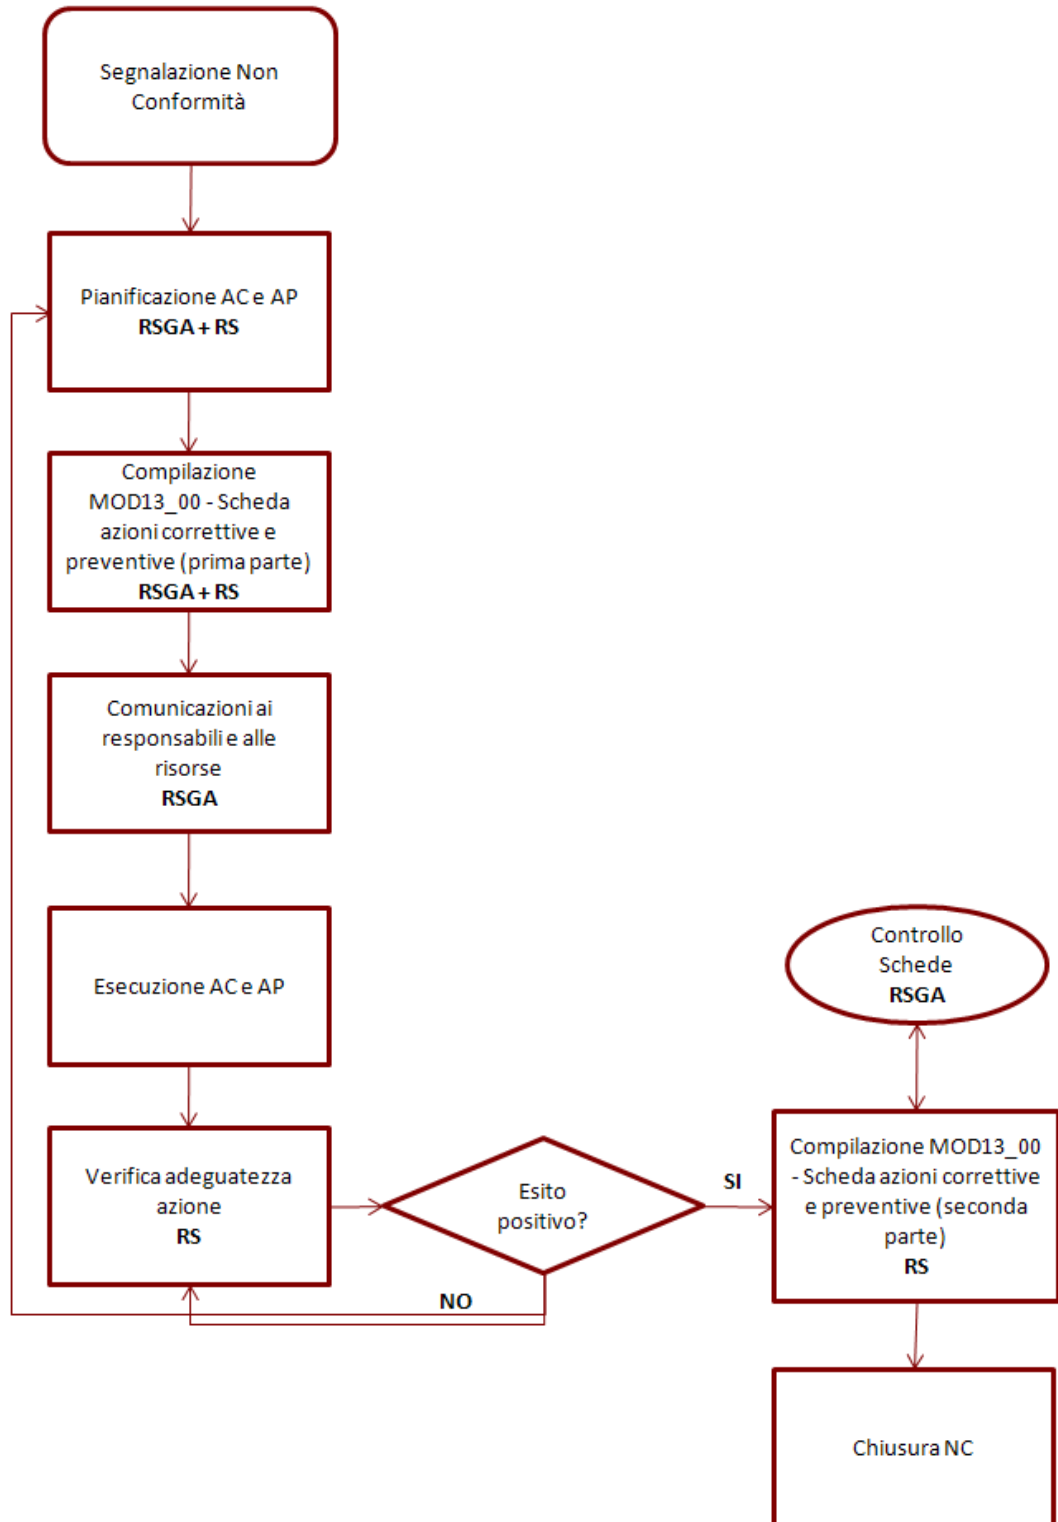 Segnalazione Non
Conformità
Pianificazione AC e AP
RSGA + RS
Compilazione
MOD13_00 - Scheda
azioni correttive e
preventive (prima parte)
RSGA + RS
Comunicazioni ai
responsabili e alle
risorse
RSGA
Esecuzione AC e AP
Verifica adeguatezza
azione
RS
Esito
positivo?
SI
NO
Controllo
Schede
RSGA
Compilazione MOD13_00
- Scheda azioni correttive
e preventive (seconda
parte)
RS
Chiusura NC